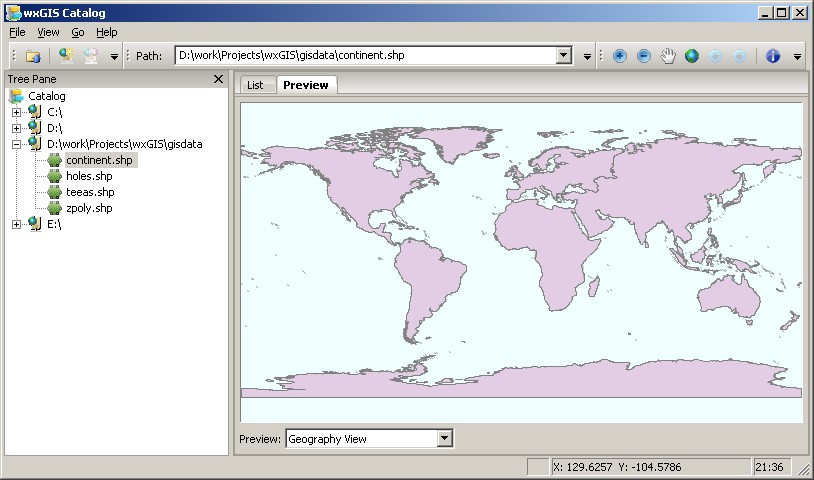 wxGIS Catalog
File View Go Help
Path: D:\work\Projects\wxGIS\gisdata\continent.shp
Tree Pane
List Preview
Catalog
C:\
D:\
D:\work\Projects\wxGIS\gisdata
continent.shp
holes.shp
teeas.shp
zpoly.shp
E:\
Preview: Geography View
X: 129.6257 Y: -104.5786 21:36